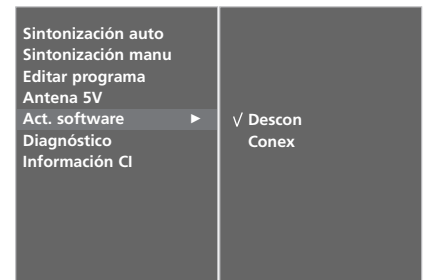 Sintonización auto
Sintonización manu
Editar programa
Antena 5V
Act. software ►
Diagnóstico
Información CI
√ Descon
Conex